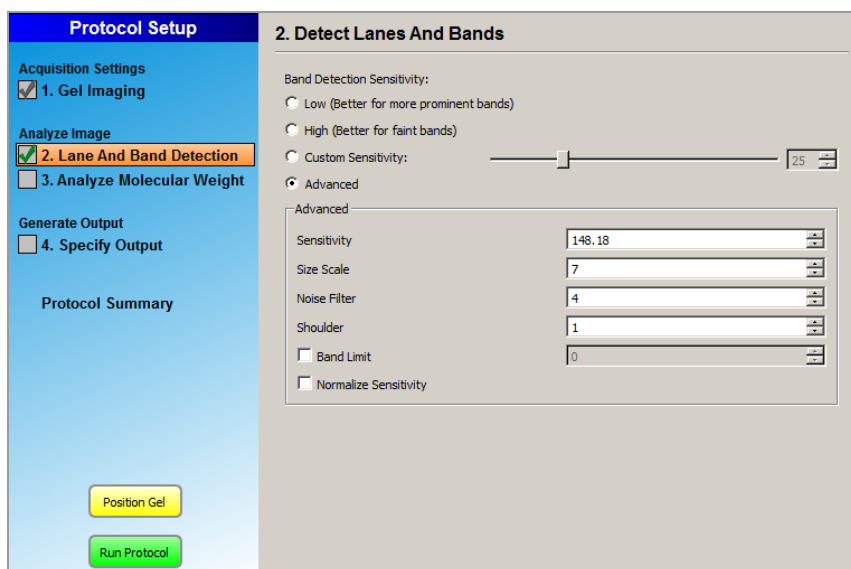 Protocol Setup
Acquisition Settings
1. Gel Imaging
Analyze Image
2. Lane And Band Detection
3. Analyze Molecular Weight
Generate Output
4. Specify Output
Protocol Summary
Position Gel
Run Protocol
2. Detect Lanes And Bands
Band Detection Sensitivity:
Low (Better for more prominent bands)
High (Better for faint bands)
Custom Sensitivity: 25
Advanced
Advanced
Sensitivity 148.18
Size Scale 7
Noise Filter 4
Shoulder 1
Band Limit 0
Normalize Sensitivity